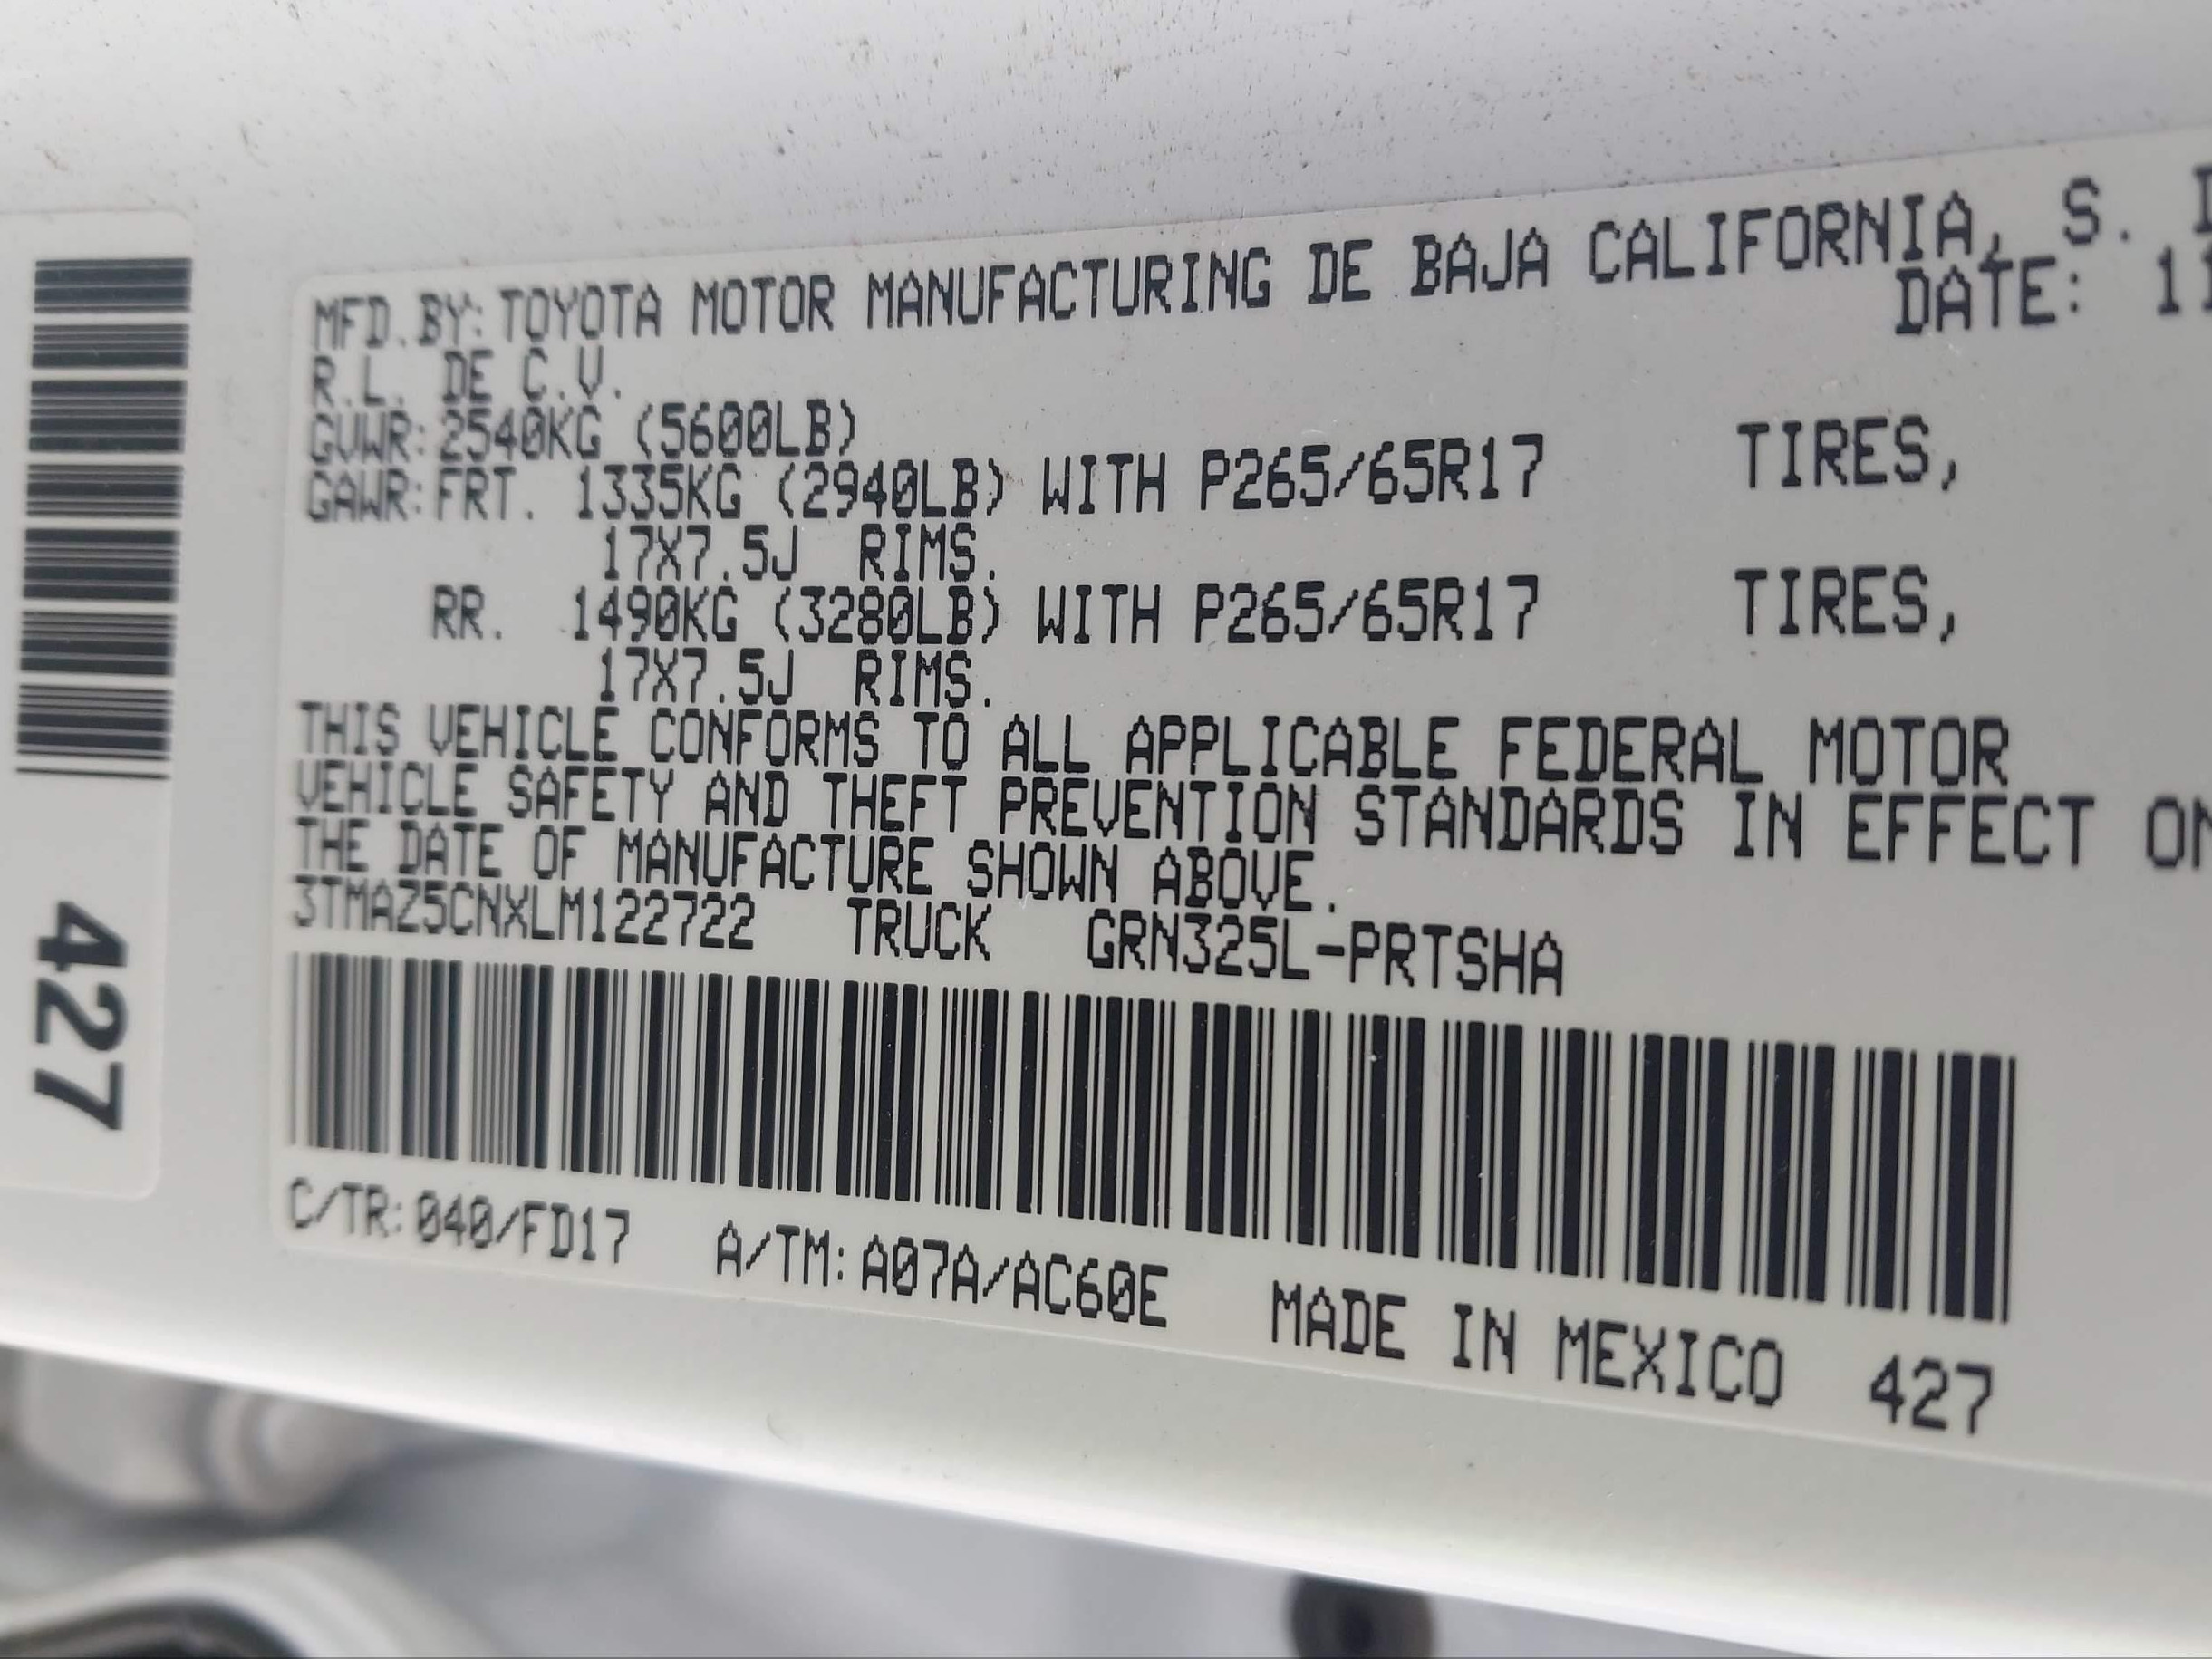 MFD.BY:TOYOTA MOTOR MANUFACTURING DE BAJA CALIFORNIA, S.
R.L. DE C.V.
DATE: 11
GVWR:2540KG (5600LB)
GAWR:FRT. 1335KG (2940LB) WITH P265/65R17 TIRES,
17X7.5J RIMS.
RR. 1490KG (3280LB) WITH P265/65R17 TIRES,
17X7.5J RIMS.
THIS VEHICLE CONFORMS TO ALL APPLICABLE FEDERAL MOTOR
VEHICLE SAFETY AND THEFT PREVENTION STANDARDS IN EFFECT ON
THE DATE OF MANUFACTURE SHOWN ABOVE.
3TMAZ5CNXLM122722 TRUCK GRN325L-PRTSHA
C/TR:040/FD17 A/TM:A07A/AC60E MADE IN MEXICO 427
427